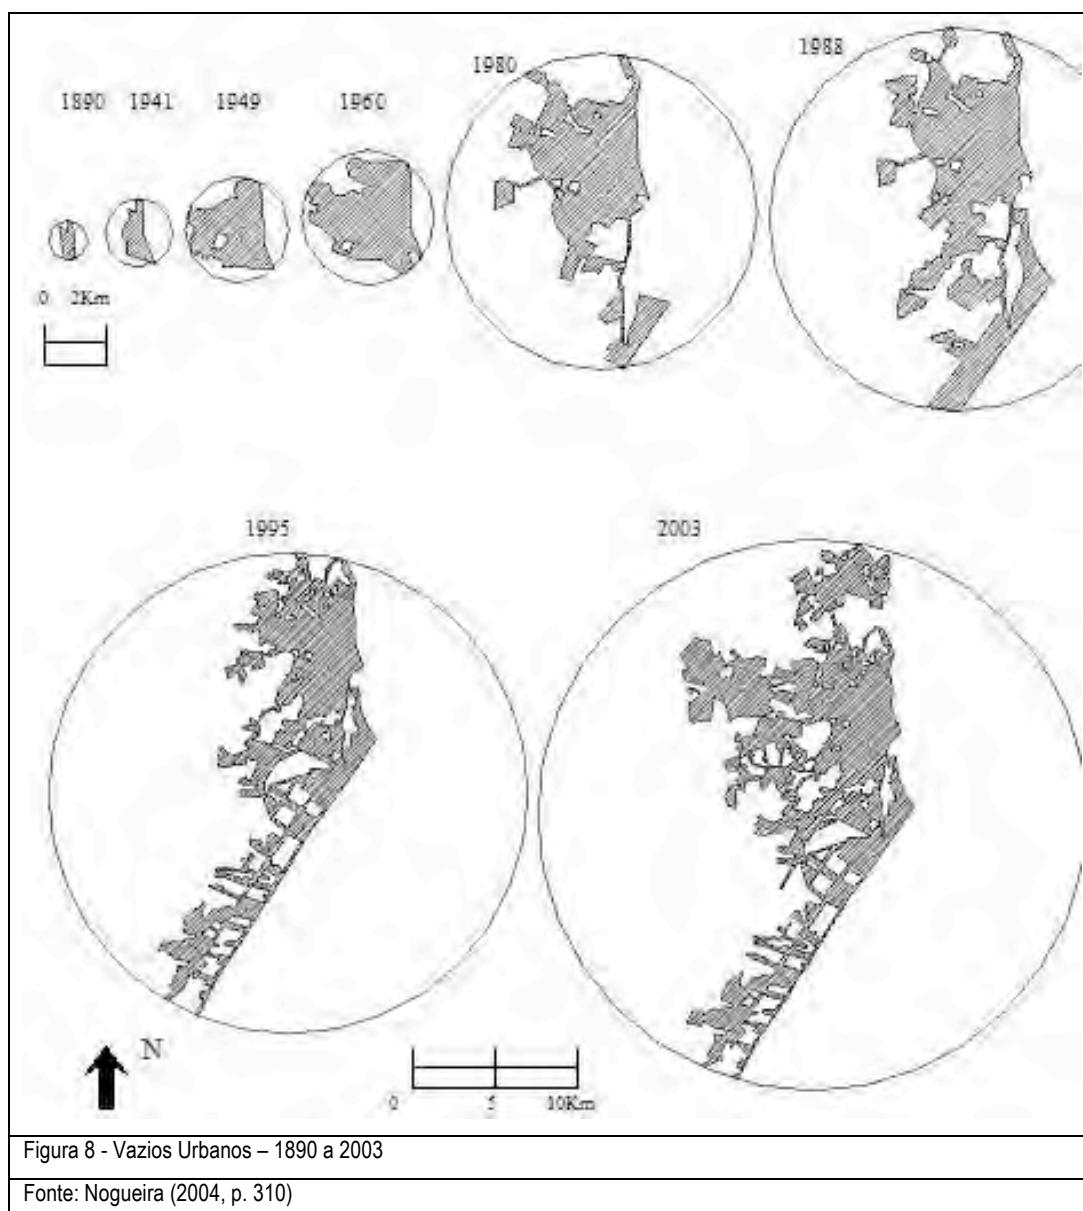 1890
1941
1949
1960
1980
1988
0 2Km
1995
2003
N
0 5 10Km
Figura 8 - Vazios Urbanos – 1890 a 2003
Fonte: Nogueira (2004, p. 310)